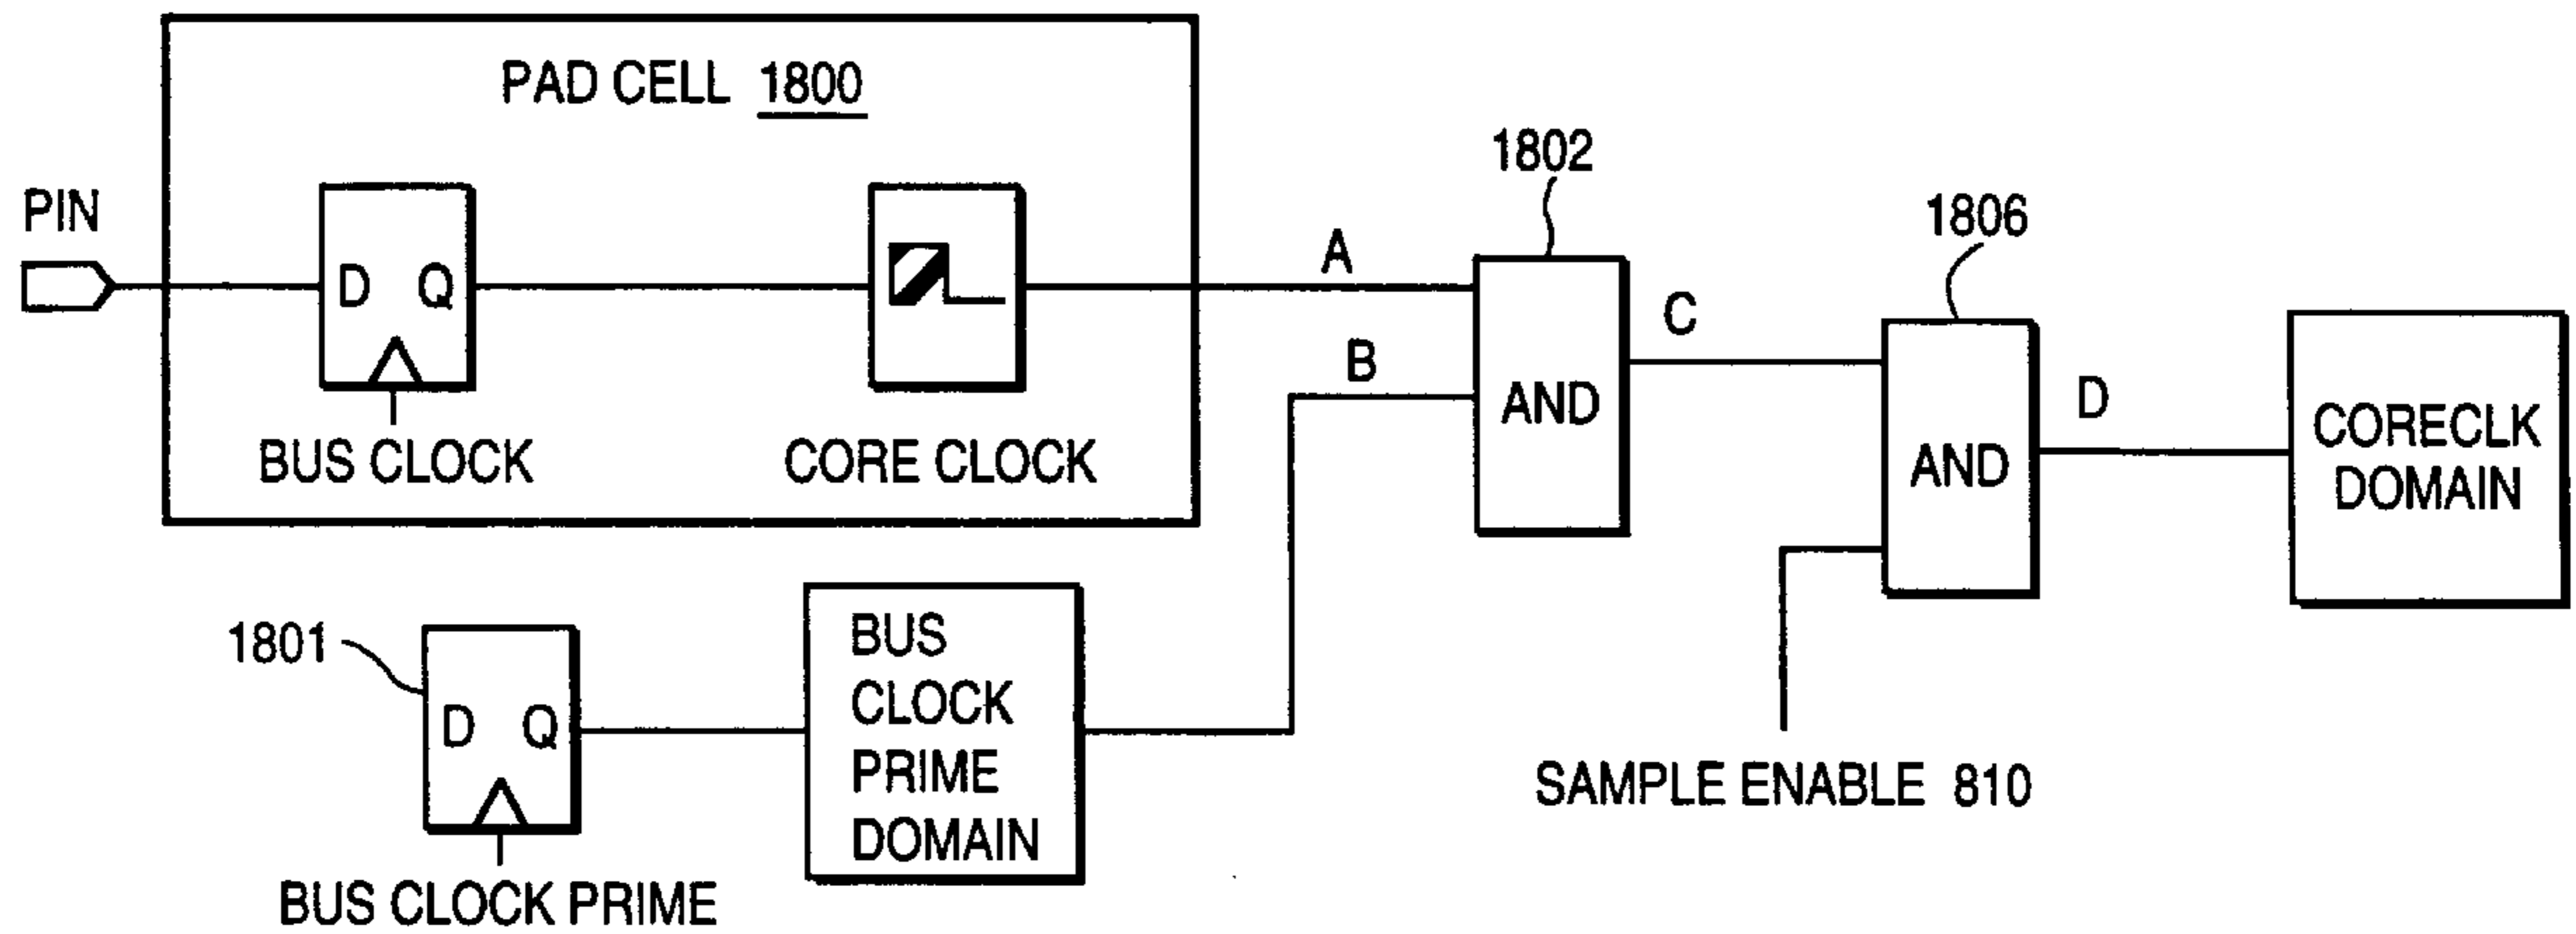 PAD CELL 1800
PIN
D Q
BUS CLOCK
CORE CLOCK
A
B
1802
AND
C
1806
AND
D
CORECLK
DOMAIN
SAMPLE ENABLE 810
1801
D Q
BUS CLOCK PRIME
BUS
CLOCK
PRIME
DOMAIN